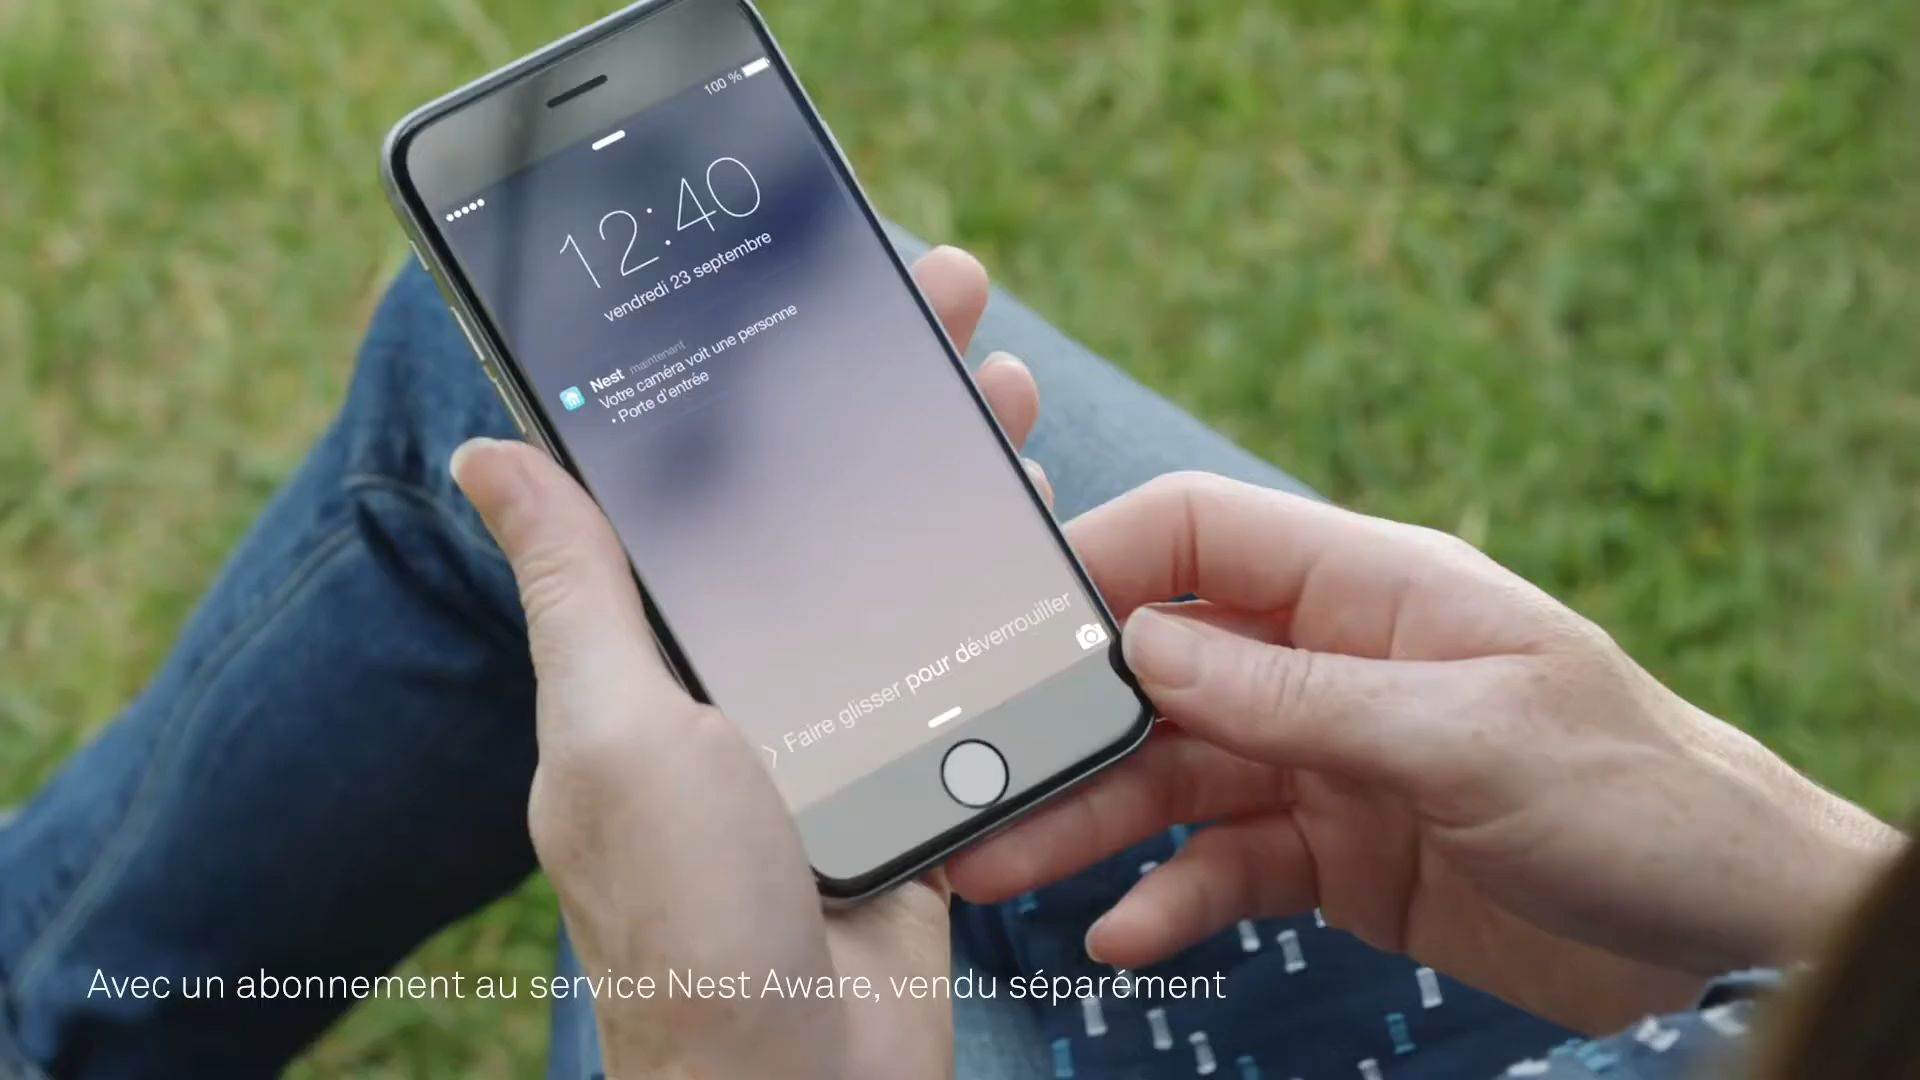 100 %
12:40
vendredi 23 septembre
Nest maintenant
Votre caméra voit une personne
• Porte d'entrée
Faire glisser pour déverrouiller
Avec un abonnement au service Nest Aware, vendu séparément